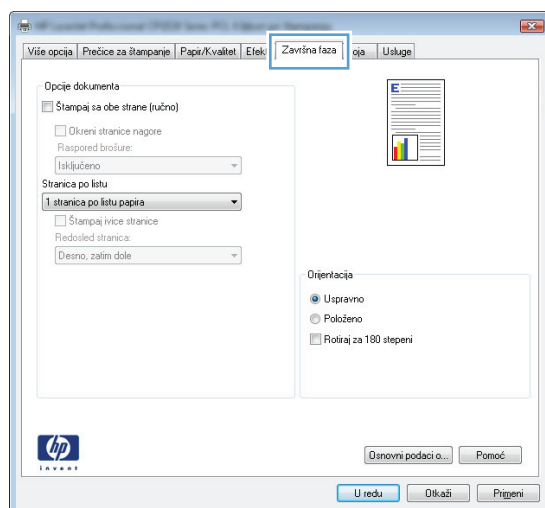 Više opcija Prečice za štampanje Papir/Kvalitet Efek Završna faza oja Usluge
Opcije dokumenta
Štampaj sa obe strane (ručno)
Okreni stranice nagore
Raspored brošure:
Isključeno
Stranica po listu
1 stranica po listu papira
Štampaj ivice stranice
Redosled stranica:
Desno, zatim dole
E
Orijentacija
Uspravno
Položeno
Rotiraj za 180 stepeni
hp
invent
Osnovni podaci o... Pomoć
U redu Otkaži Primeni